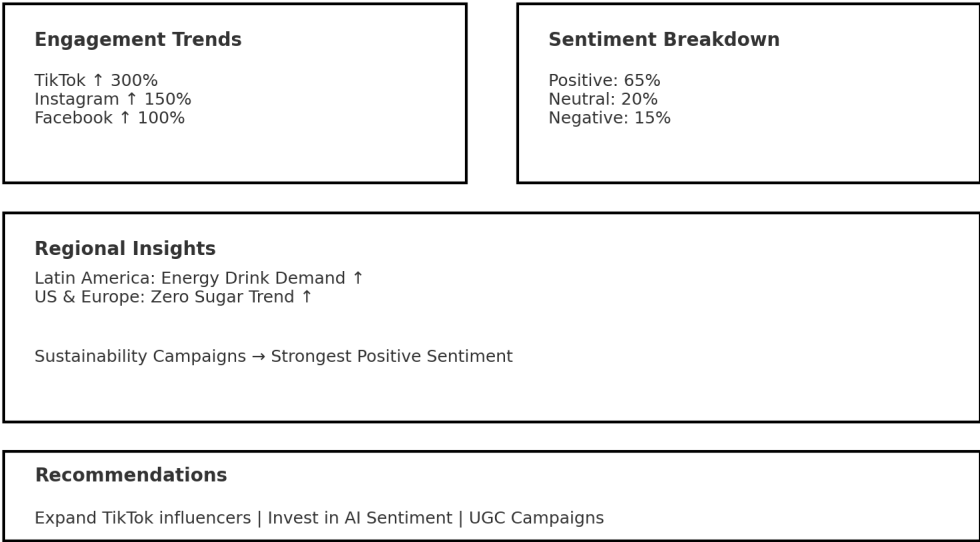 Engagement Trends
TikTok ↑ 300%
Instagram ↑ 150%
Facebook ↑ 100%
Sentiment Breakdown
Positive: 65%
Neutral: 20%
Negative: 15%
Regional Insights
Latin America: Energy Drink Demand ↑
US & Europe: Zero Sugar Trend ↑
Sustainability Campaigns → Strongest Positive Sentiment
Recommendations
Expand TikTok influencers | Invest in AI Sentiment | UGC Campaigns